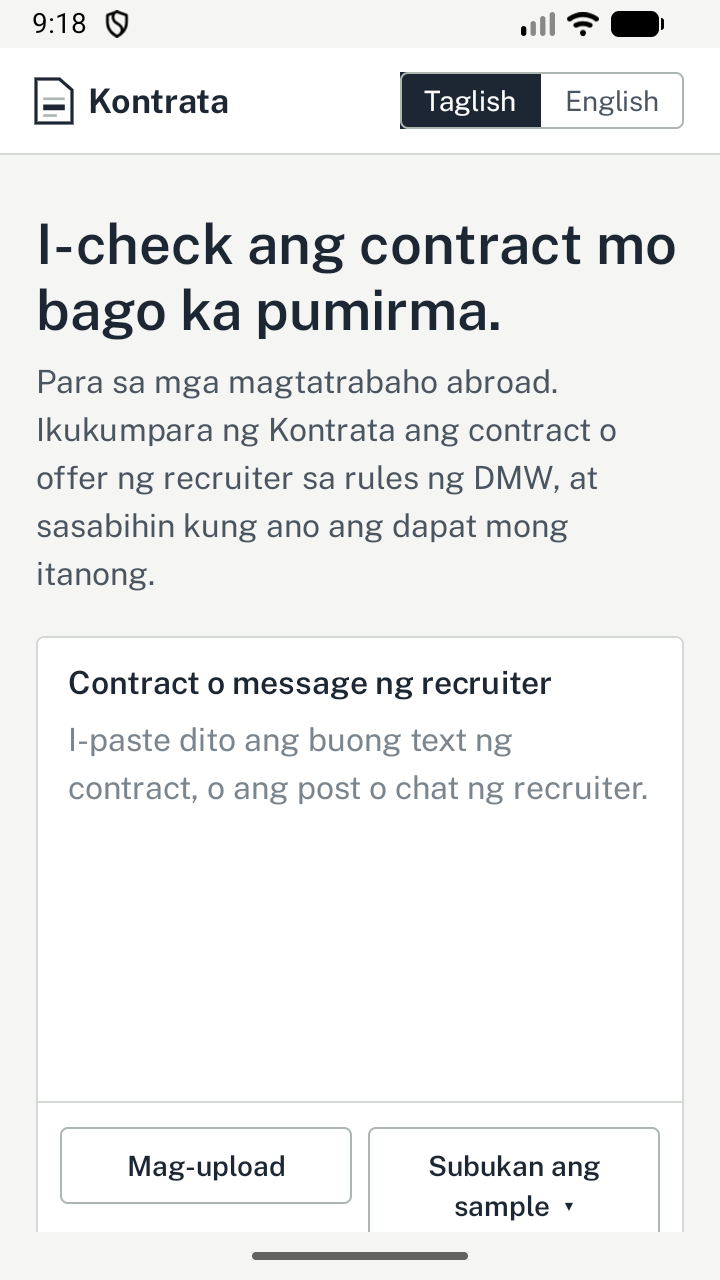 9:18
Kontrata
Taglish
English
I-check ang contract mo
bago ka pumirma.
Para sa mga magtatrabaho abroad.
Ikukumpara ng Kontrata ang contract o
offer ng recruiter sa rules ng DMW, at
sasabihin kung ano ang dapat mong
itanong.
Contract o message ng recruiter
I-paste dito ang buong text ng
contract, o ang post o chat ng recruiter.
Mag-upload
Subukan ang
sample ▼